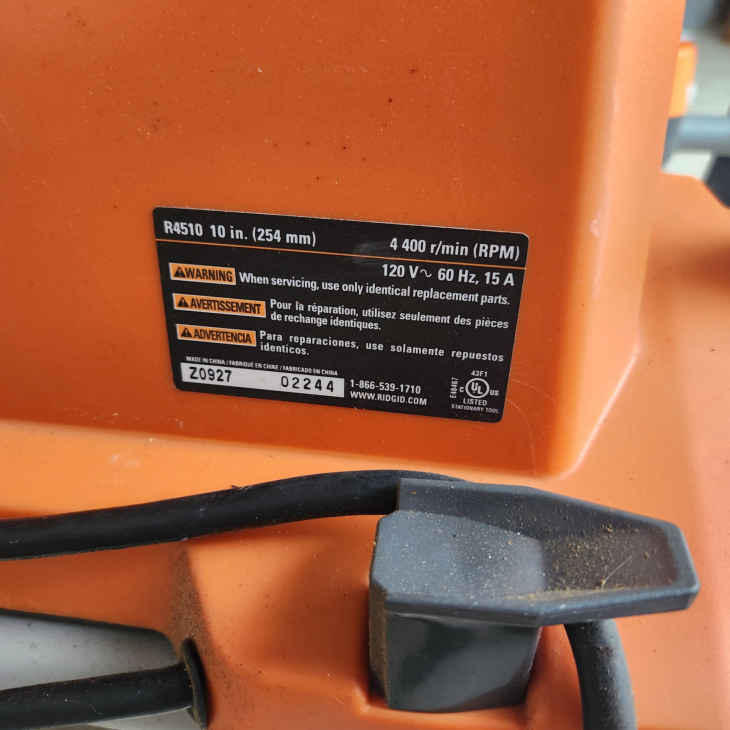 R4510 10 in. (254 mm) 4 400 r/min (RPM)
120 V~ 60 Hz, 15 A
⚠WARNING When servicing, use only identical replacement parts.
⚠AVERTISSEMENT Pour la réparation, utilisez seulement des pièces
de rechange identiques.
⚠ADVERTENCIA Para reparaciones, use solamente repuestos
identicos.
MADE IN CHINA / FABRIQUÉ EN CHINE / FABRICADO EN CHINA
Z0927 02244
1-866-539-1710
WWW.RIDGID.COM
E48467
43F1
C UL US
LISTED
STATIONARY TOOL